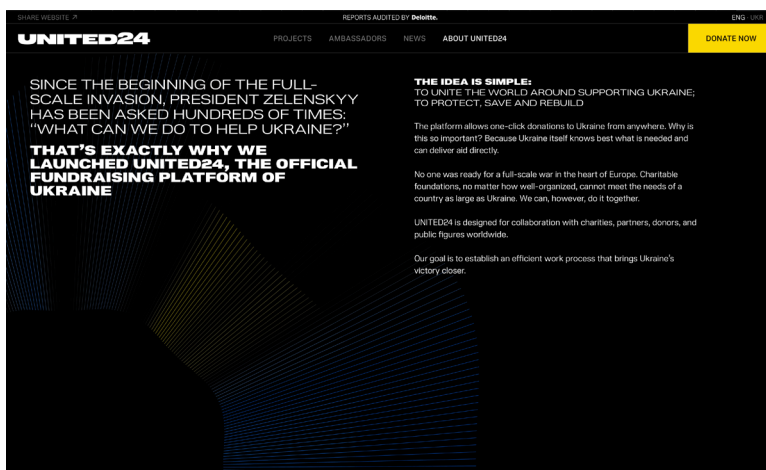 SHARE WEBSITE ↗
REPORTS AUDITED BY Deloitte.
ENG · UKR
UNITED24
PROJECTS
AMBASSADORS
NEWS
ABOUT UNITED24
DONATE NOW
SINCE THE BEGINNING OF THE FULL-
SCALE INVASION, PRESIDENT ZELENSKYY
HAS BEEN ASKED HUNDREDS OF TIMES:
“WHAT CAN WE DO TO HELP UKRAINE?”
THAT’S EXACTLY WHY WE
LAUNCHED UNITED24, THE OFFICIAL
FUNDRAISING PLATFORM OF
UKRAINE
THE IDEA IS SIMPLE:
TO UNITE THE WORLD AROUND SUPPORTING UKRAINE;
TO PROTECT, SAVE AND REBUILD
The platform allows one-click donations to Ukraine from anywhere. Why is
this so important? Because Ukraine itself knows best what is needed and
can deliver aid directly.
No one was ready for a full-scale war in the heart of Europe. Charitable
foundations, no matter how well-organized, cannot meet the needs of a
country as large as Ukraine. We can, however, do it together.
UNITED24 is designed for collaboration with charities, partners, donors, and
public figures worldwide.
Our goal is to establish an efficient work process that brings Ukraine’s
victory closer.